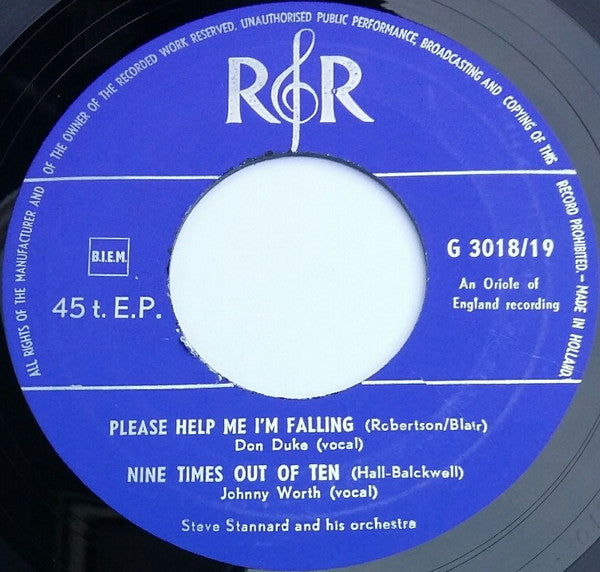 ALL RIGHTS OF THE MANUFACTURER AND OF THE OWNER OF THE RECORDED WORK RESERVED. UNAUTHORISED PUBLIC PERFORMANCE, BROADCASTING AND COPYING OF THIS RECORD PROHIBITED. - MADE IN HOLLAND.
R R
B.I.E.M.
45 t. E.P.
G 3018/19
An Oriole of
England recording
PLEASE HELP ME I'M FALLING (Robertson/Blair)
Don Duke (vocal)
NINE TIMES OUT OF TEN (Hall-Balckwell)
Johnny Worth (vocal)
Steve Stannard and his orchestra